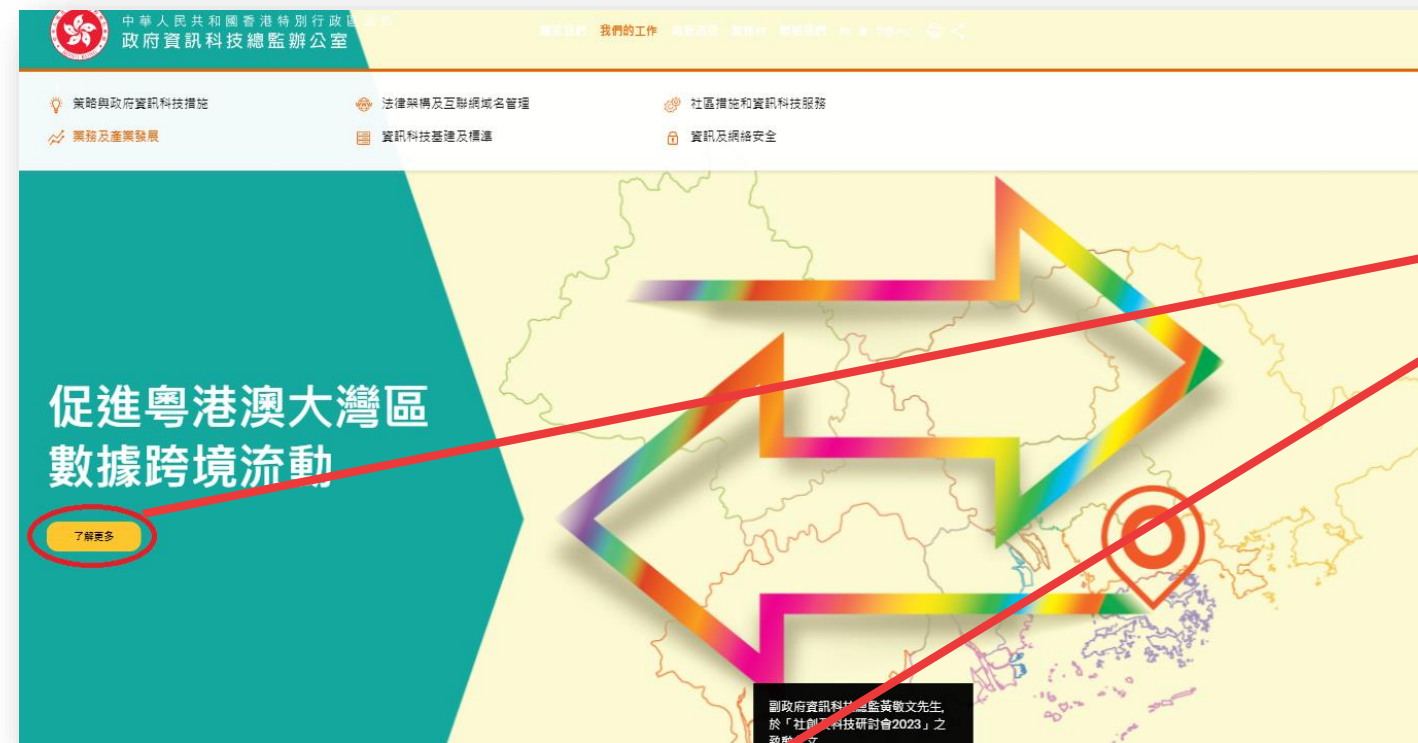 中華人民共和國香港特別行政區
政府資訊科技總監辦公室
我們的工作
策略與政府資訊科技措施
法律架構及互聯網域名管理
社區措施和資訊科技服務
業務及產業發展
資訊科技基建及標準
資訊及網絡安全
促進粵港澳大灣區
數據跨境流動
了解更多
副政府資訊科技總監黃敏文先生,
於「社創及科技研討會2023」之